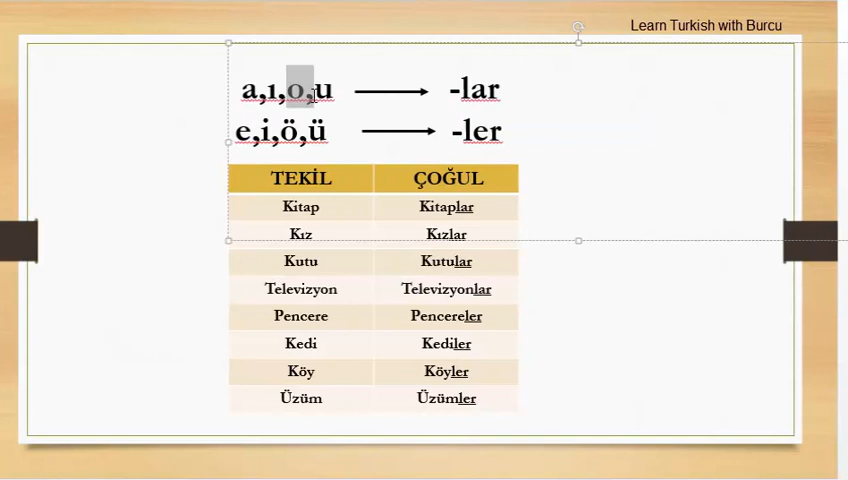 Learn Turkish with Burcu
a,ı,o,u -lar
e,i,ö,ü -ler
TEKİL ÇOĞUL
Kitap Kitaplar
Kız Kızlar
Kutu Kutular
Televizyon Televizyonlar
Pencere Pencereler
Kedi Kediler
Köy Köyler
Üzüm Üzümler